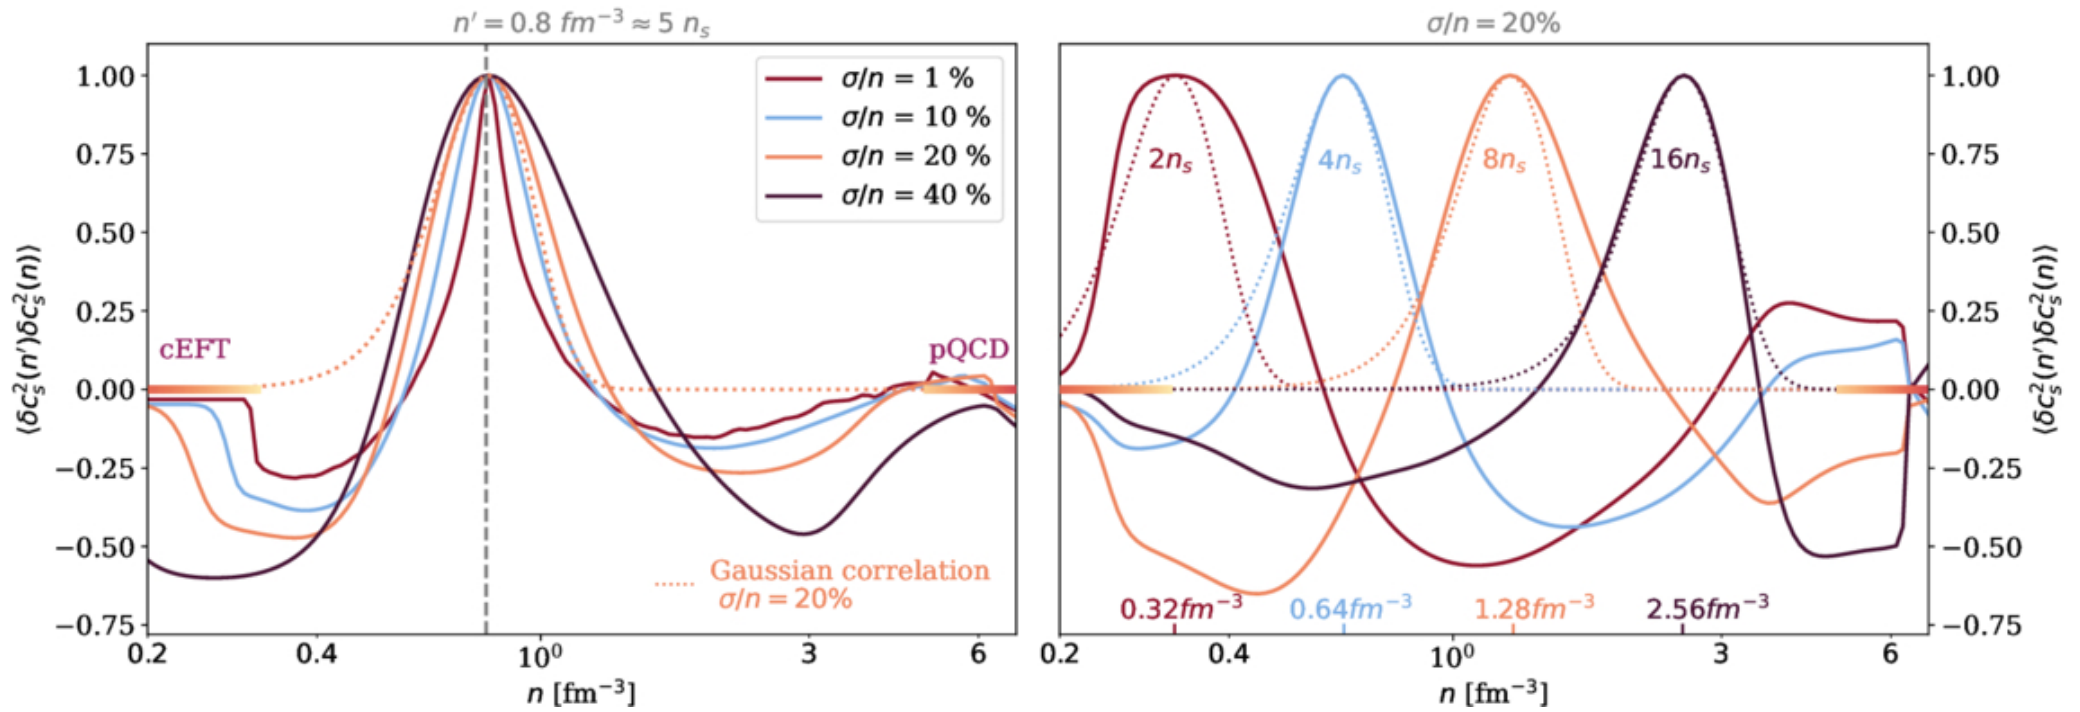 n′ = 0.8 fm⁻³ ≈ 5 nₛ
⟨δcₛ²(n′)δcₛ²(n)⟩
1.00
0.75
0.50
0.25
0.00
−0.25
−0.50
−0.75
σ/n = 1 %
σ/n = 10 %
σ/n = 20 %
σ/n = 40 %
cEFT
pQCD
Gaussian correlation
σ/n = 20%
0.2
0.4
10⁰
3
6
n [fm⁻³]
σ/n = 20%
2nₛ
4nₛ
8nₛ
16nₛ
0.32fm⁻³
0.64fm⁻³
1.28fm⁻³
2.56fm⁻³
1.00
0.75
0.50
0.25
0.00
−0.25
−0.50
−0.75
⟨δcₛ²(n′)δcₛ²(n)⟩
0.2
0.4
10⁰
3
6
n [fm⁻³]